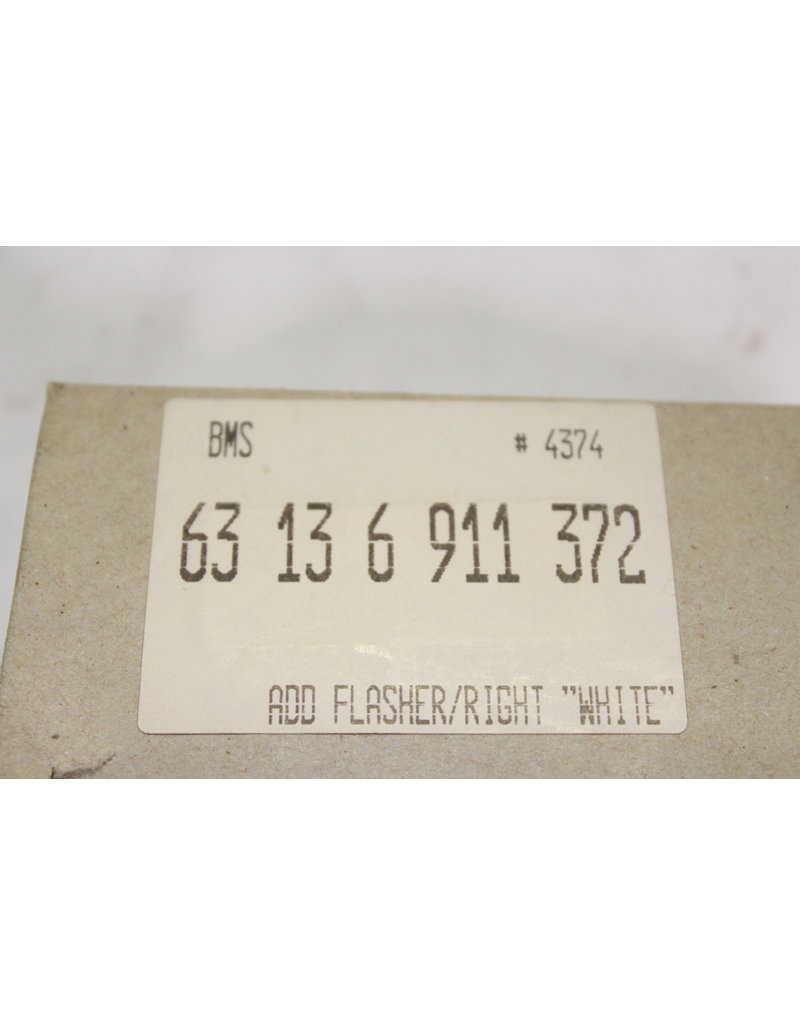 BMS # 4374
63 13 6 911 372
ADD FLASHER/RIGHT "WHITE"